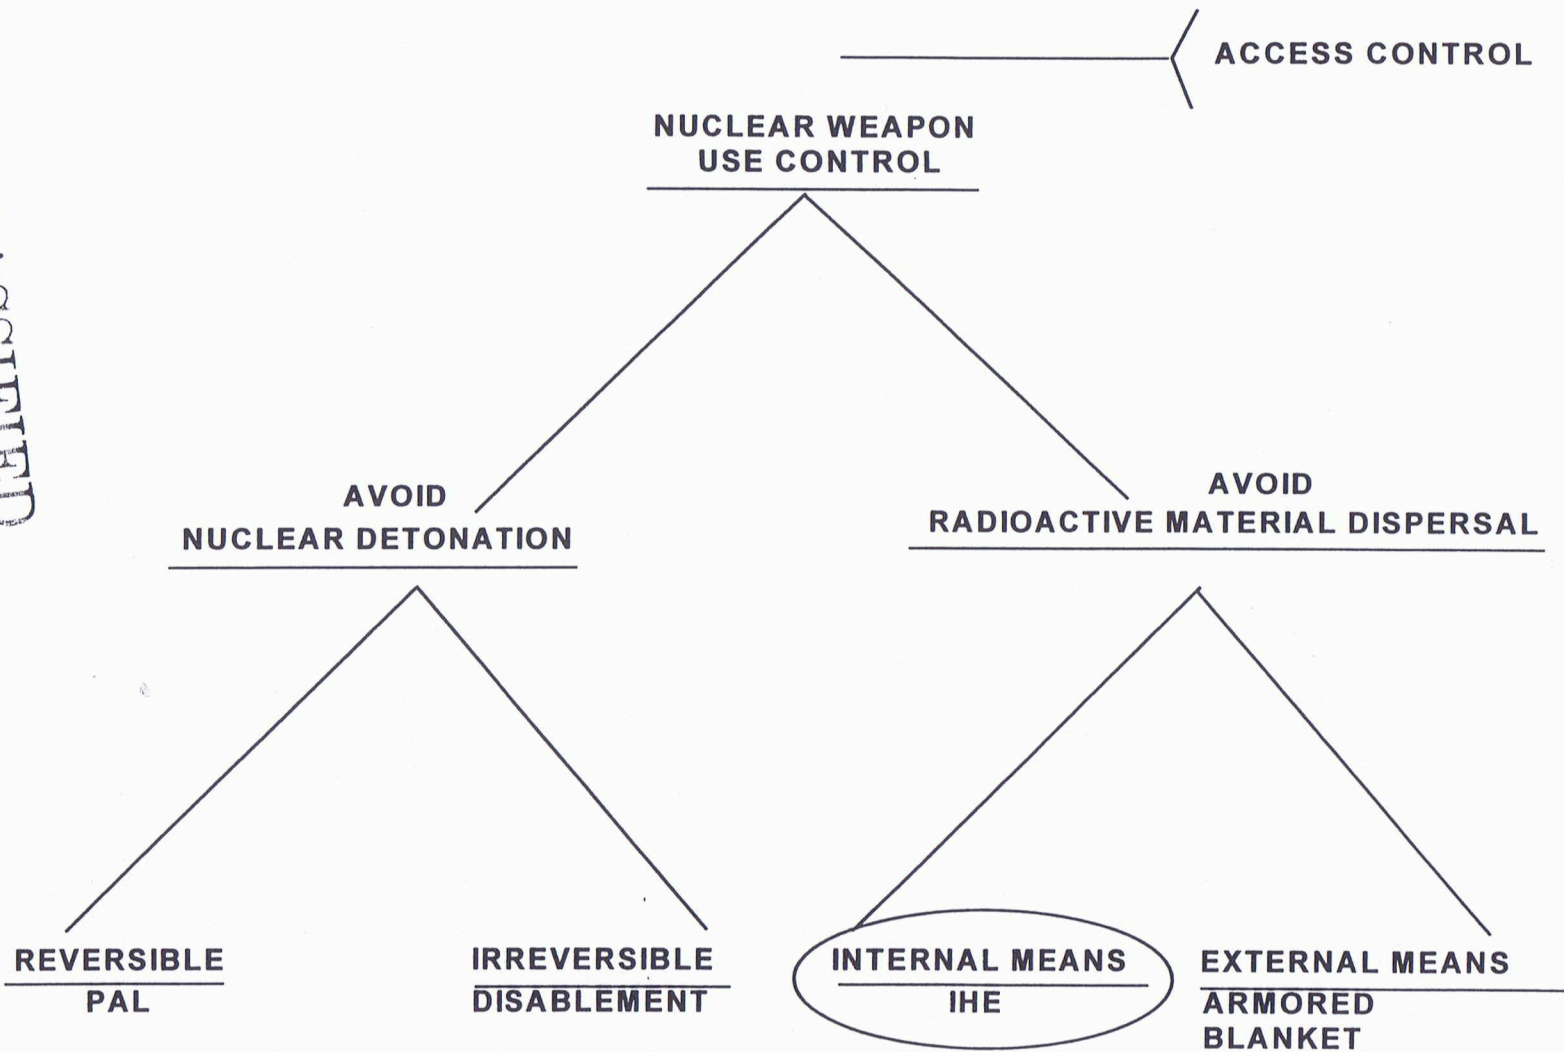 ACCESS CONTROL
NUCLEAR WEAPON
USE CONTROL
AVOID
NUCLEAR DETONATION
AVOID
RADIOACTIVE MATERIAL DISPERSAL
REVERSIBLE
PAL
IRREVERSIBLE
DISABLEMENT
INTERNAL MEANS
IHE
EXTERNAL MEANS
ARMORED
BLANKET